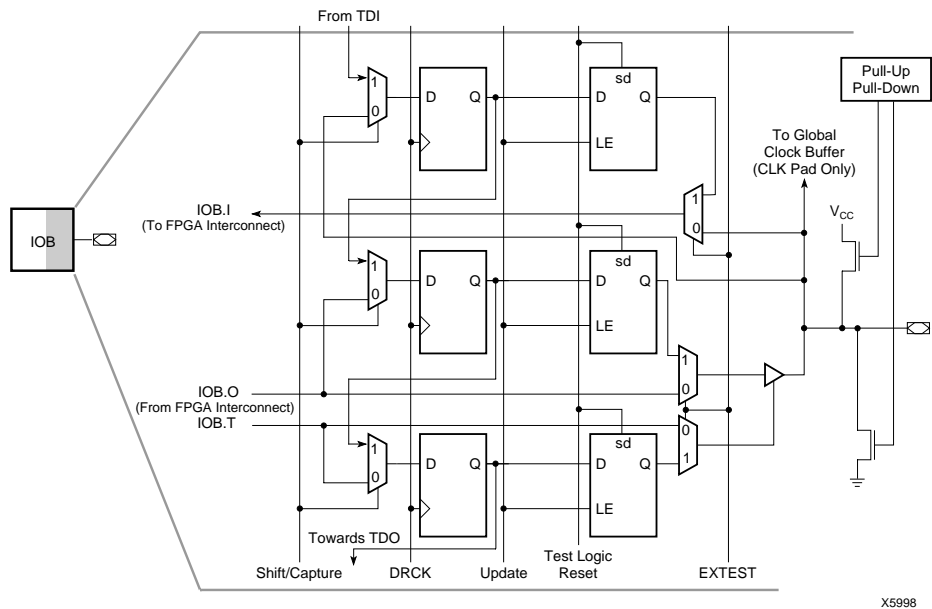 From TDI
1
0
D
Q
sd
D
Q
LE
Pull-Up
Pull-Down
To Global
Clock Buffer
(CLK Pad Only)
IOB.I
(To FPGA Interconnect)
1
0
VCC
IOB
1
0
D
Q
sd
D
Q
LE
1
0
IOB.O
(From FPGA Interconnect)
IOB.T
0
1
1
0
D
Q
sd
D
Q
LE
Towards TDO
Shift/Capture
DRCK
Update
Test Logic
Reset
EXTEST
X5998